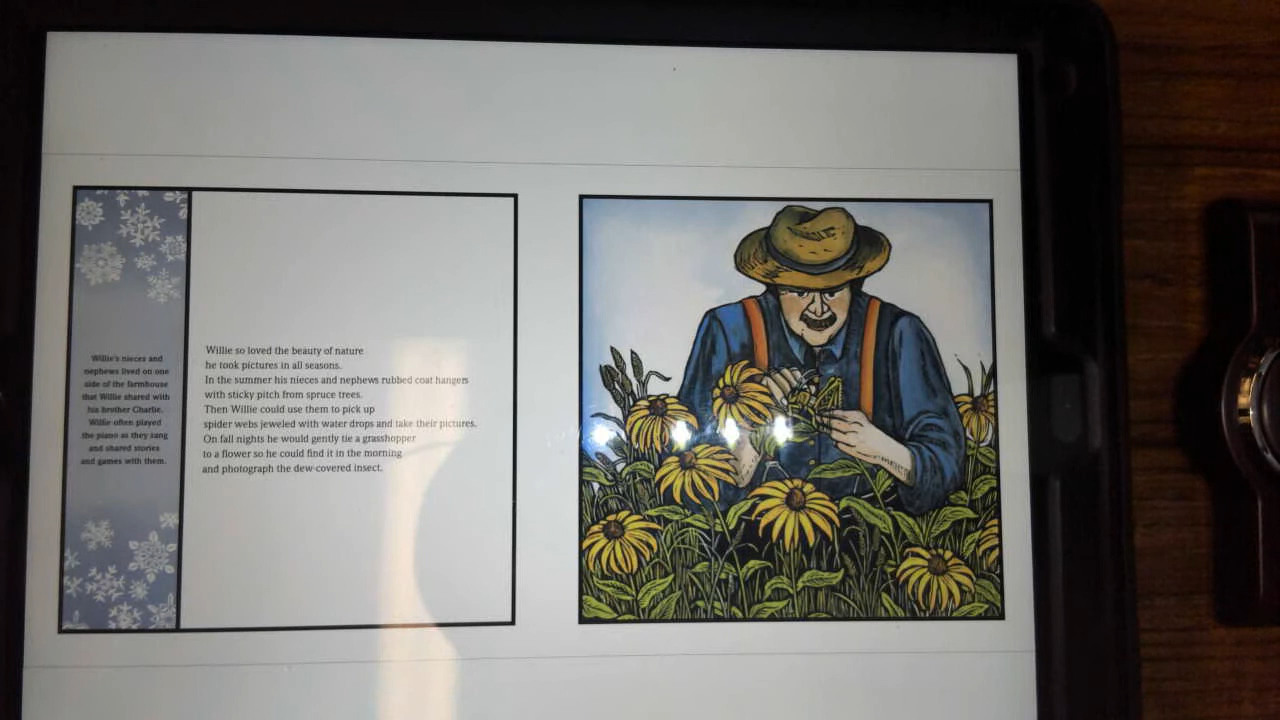 Willie's nieces and
nephews lived on one
side of the farmhouse
that Willie shared with
his brother Charlie.
Willie often played
the piano as they sang
and shared stories
and games with them.
Willie so loved the beauty of nature
he took pictures in all seasons.
In the summer his nieces and nephews rubbed coat hangers
with sticky pitch from spruce trees.
Then Willie could use them to pick up
spider webs jeweled with water drops and take their pictures.
On fall nights he would gently tie a grasshopper
to a flower so he could find it in the morning
and photograph the dew-covered insect.